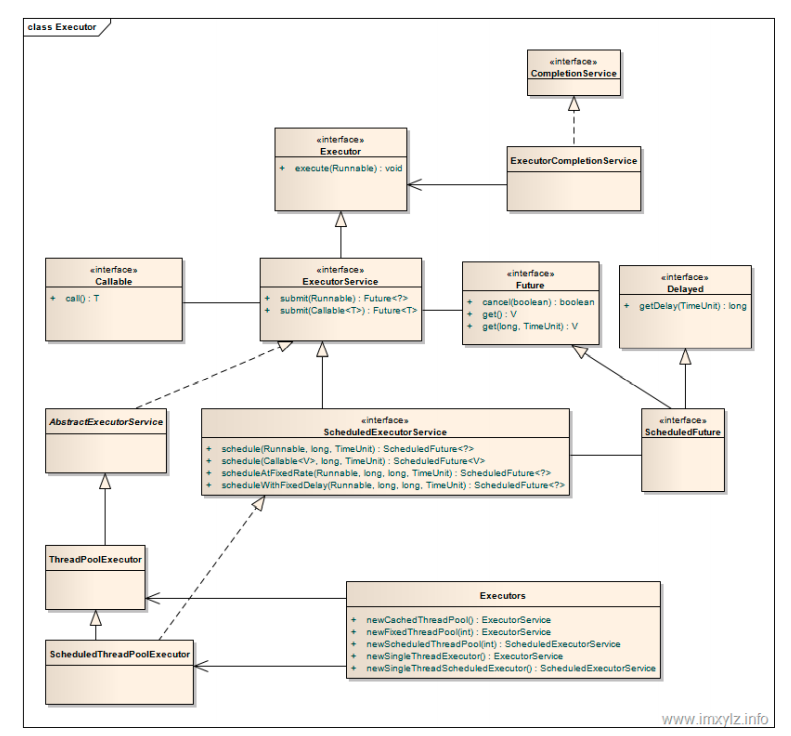 class Executor
«interface»
CompletionService
«interface»
Executor
+ execute(Runnable) : void
ExecutorCompletionService
«interface»
Callable
+ call() : T
«interface»
ExecutorService
+ submit(Runnable) : Future<?>
+ submit(Callable<T>) : Future<T>
«interface»
Future
+ cancel(boolean) : boolean
+ get() : V
+ get(long, TimeUnit) : V
«interface»
Delayed
+ getDelay(TimeUnit) : long
AbstractExecutorService
«interface»
ScheduledExecutorService
+ schedule(Runnable, long, TimeUnit) : ScheduledFuture<?>
+ schedule(Callable<V>, long, TimeUnit) : ScheduledFuture<V>
+ scheduleAtFixedRate(Runnable, long, long, TimeUnit) : ScheduledFuture<?>
+ scheduleWithFixedDelay(Runnable, long, long, TimeUnit) : ScheduledFuture<?>
«interface»
ScheduledFuture
ThreadPoolExecutor
Executors
+ newCachedThreadPool() : ExecutorService
+ newFixedThreadPool(int) : ExecutorService
+ newScheduledThreadPool(int) : ScheduledExecutorService
+ newSingleThreadExecutor() : ExecutorService
+ newSingleThreadScheduledExecutor() : ScheduledExecutorService
ScheduledThreadPoolExecutor
www.imxylz.info